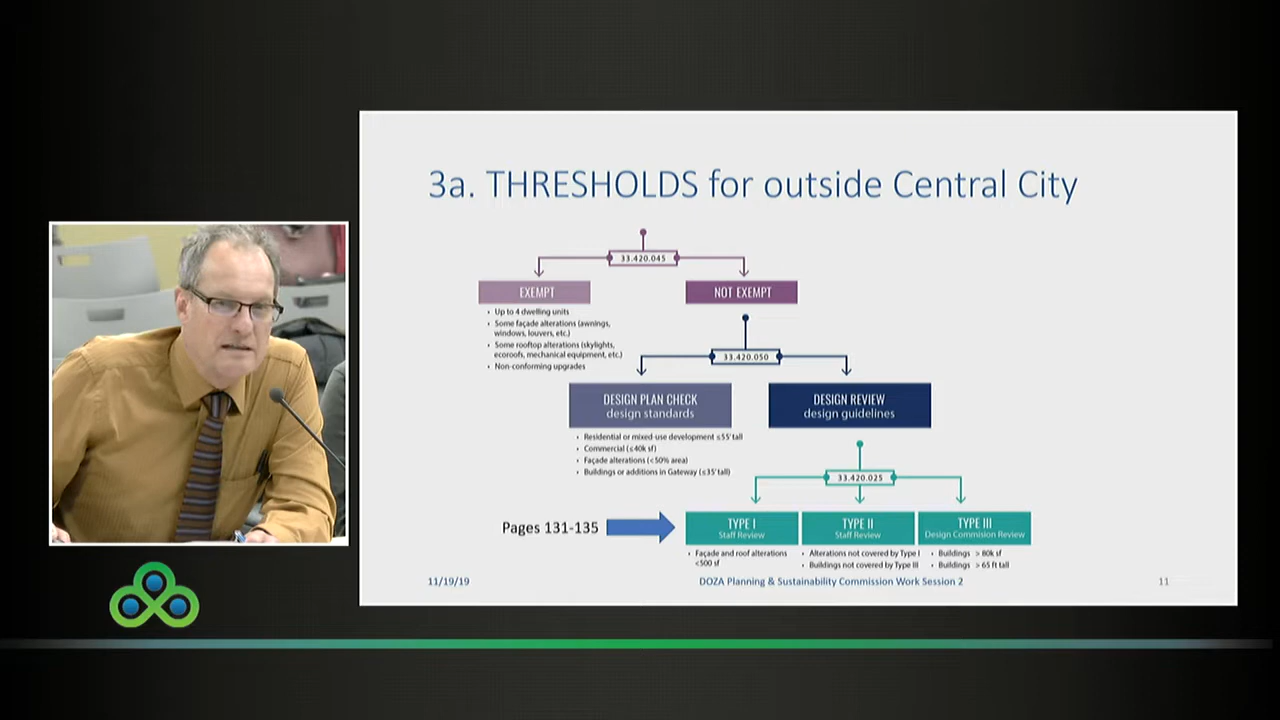 3a. THRESHOLDS for outside Central City
33.420.045
EXEMPT
NOT EXEMPT
• Up to 4 dwelling units
• Some façade alterations (awnings,
windows, louvers, etc.)
• Some rooftop alterations (skylights,
ecoroofs, mechanical equipment, etc.)
• Non-conforming upgrades
33.420.050
DESIGN PLAN CHECK
design standards
DESIGN REVIEW
design guidelines
• Residential or mixed-use development ≤55' tall
• Commercial (≤40k sf)
• Façade alterations (<50% area)
• Buildings or additions in Gateway (≤35' tall)
33.420.025
Pages 131-135
TYPE I
Staff Review
TYPE II
Staff Review
TYPE III
Design Commision Review
• Façade and roof alterations
<500 sf
• Alterations not covered by Type I
• Buildings not covered by Type III
• Buildings > 80k sf
• Buildings > 65 ft tall
11/19/19
DOZA Planning & Sustainability Commission Work Session 2
11